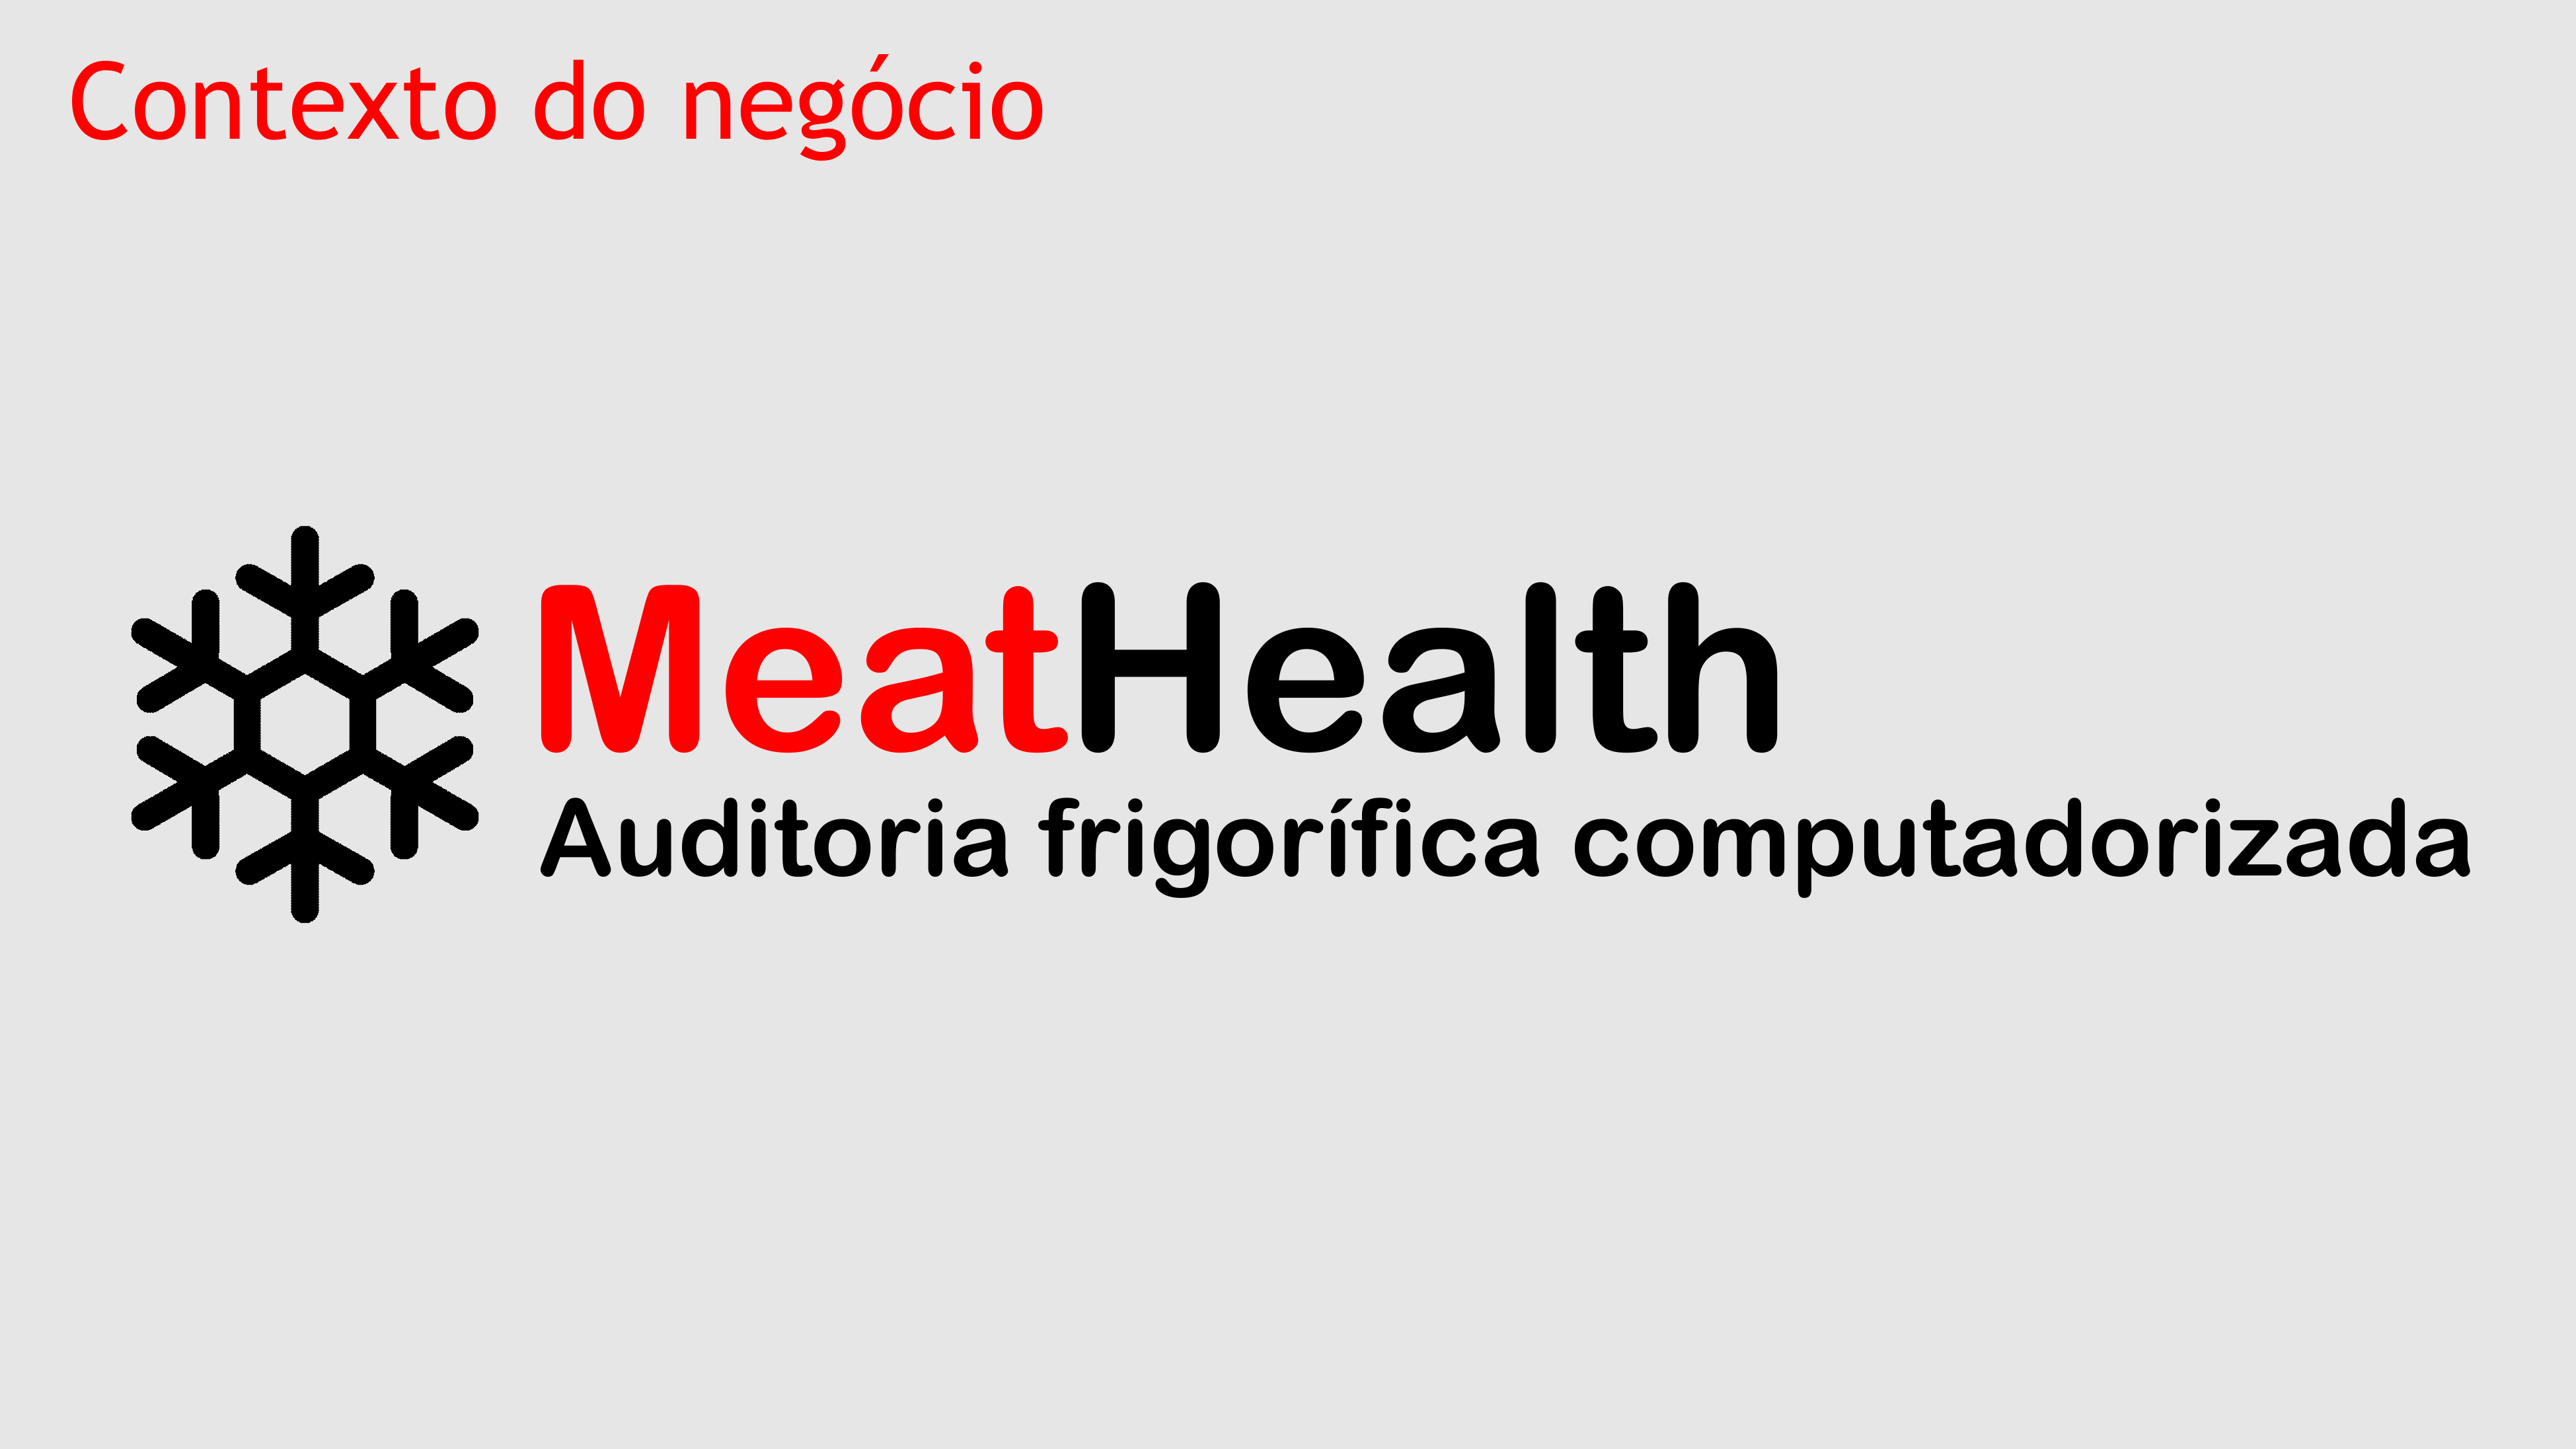 Contexto do negócio
MeatHealth
Auditoria frigorífica computadorizada